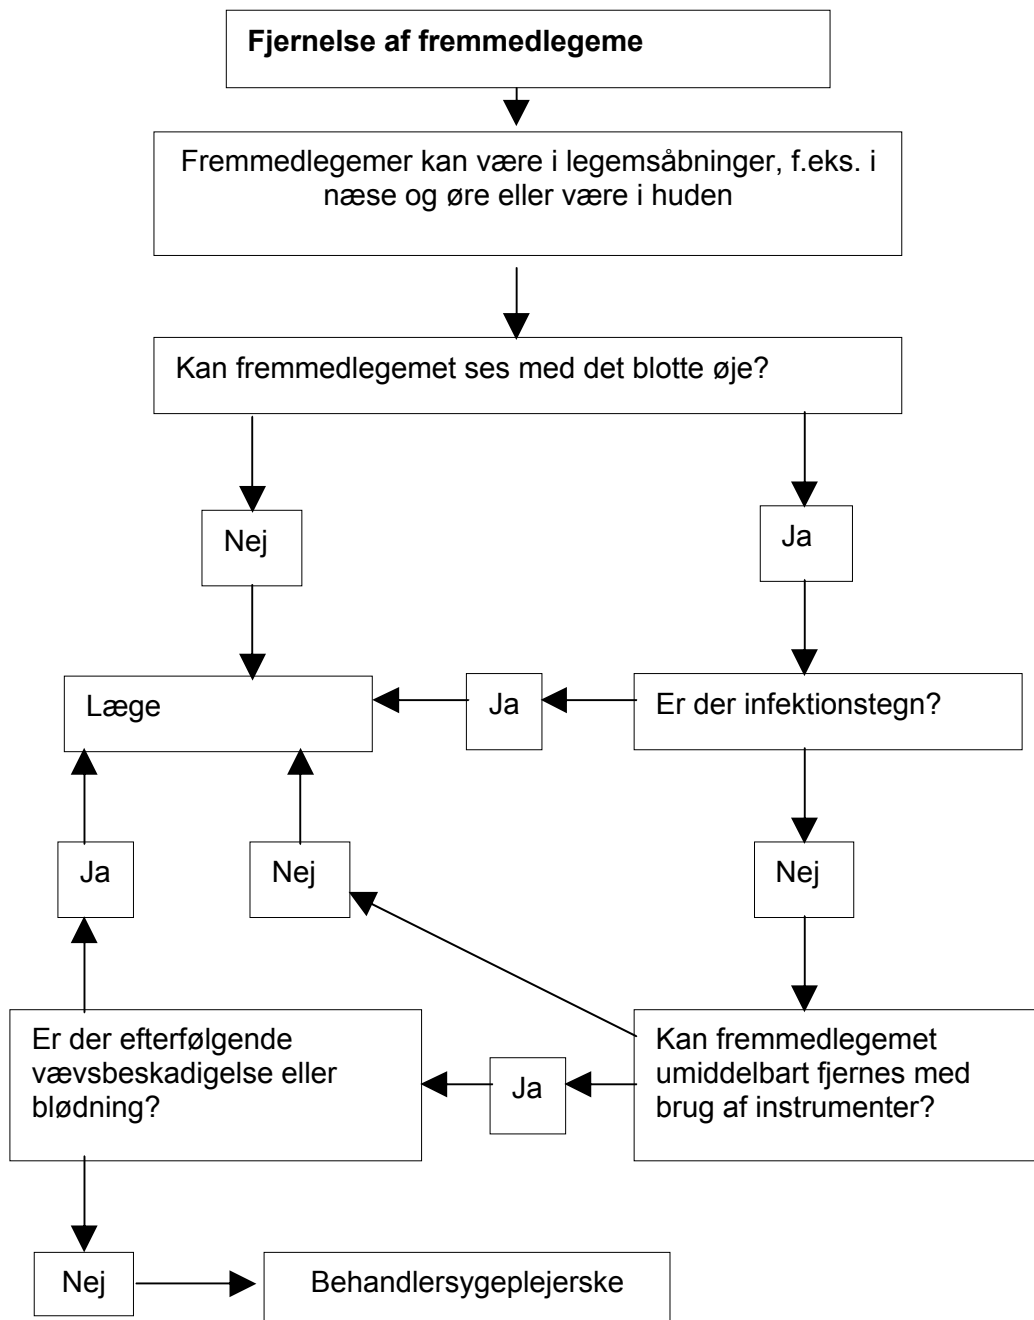 Fjernelse af fremmedlegeme
Fremmedlegemer kan være i legemsåbninger, f.eks. i
næse og øre eller være i huden
Kan fremmedlegemet ses med det blotte øje?
Nej
Ja
Læge
Ja
Er der infektionstegn?
Ja
Nej
Nej
Er der efterfølgende
vævsbeskadigelse eller
blødning?
Ja
Kan fremmedlegemet
umiddelbart fjernes med
brug af instrumenter?
Nej
Behandlersygeplejerske